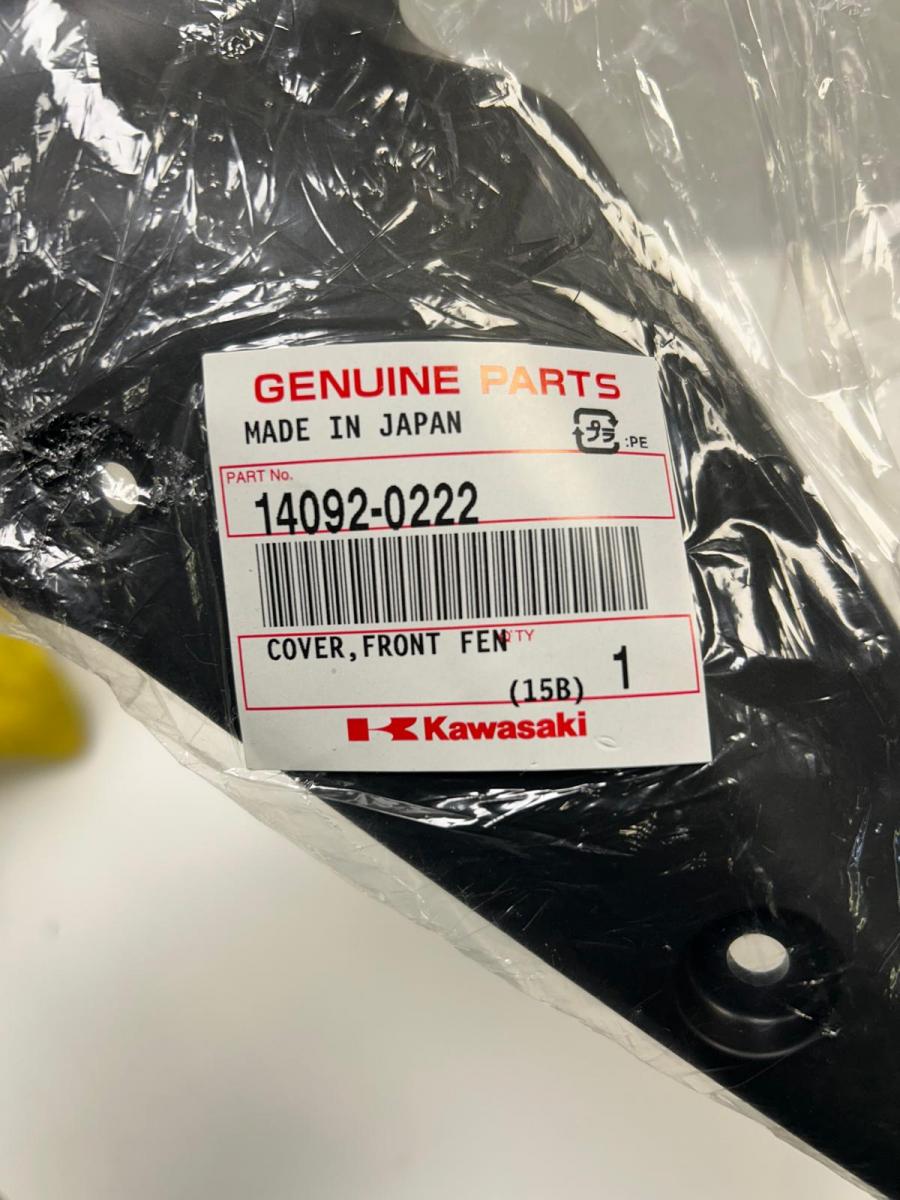 GENUINE PARTS
MADE IN JAPAN
プラ :PE
PART No.
14092-0222
COVER,FRONT FEN
Q'TY
(15B) 1
Kawasaki